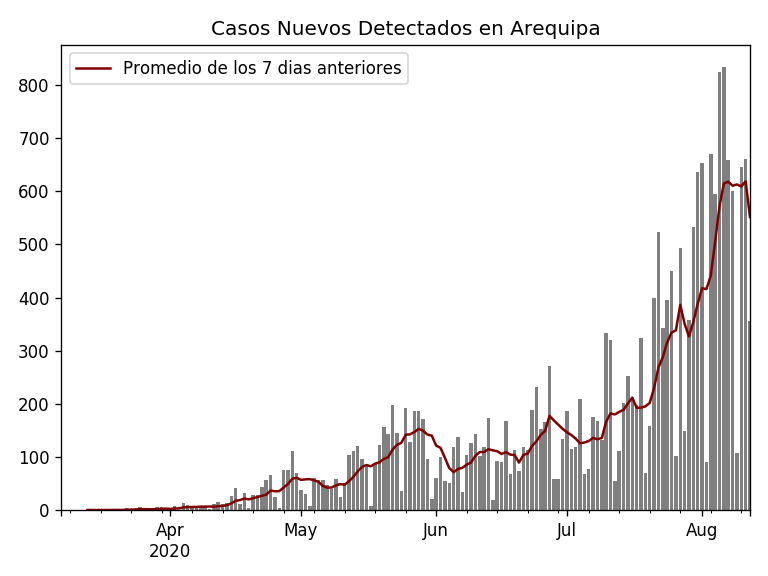 Casos Nuevos Detectados en Arequipa
Promedio de los 7 dias anteriores
800
700
600
500
400
300
200
100
0
Apr
2020
May
Jun
Jul
Aug